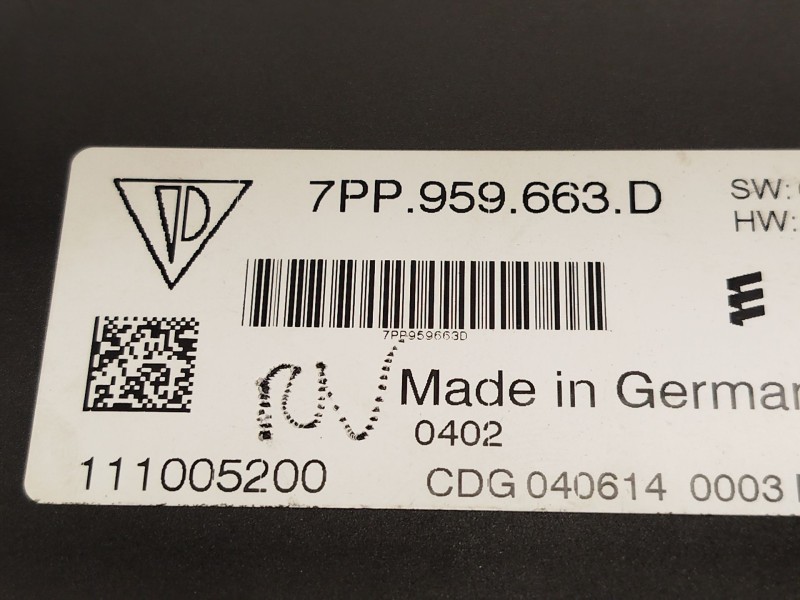 7PP.959.663.D
SW:
HW:
7PP959663D
Made in German
0402
111005200
CDG 040614 0003